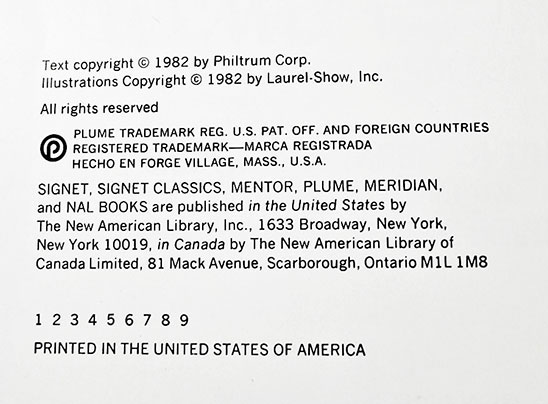 Text copyright © 1982 by Philtrum Corp.
Illustrations Copyright © 1982 by Laurel-Show, Inc.
All rights reserved
PLUME TRADEMARK REG. U.S. PAT. OFF. AND FOREIGN COUNTRIES
REGISTERED TRADEMARK—MARCA REGISTRADA
HECHO EN FORGE VILLAGE, MASS., U.S.A.
SIGNET, SIGNET CLASSICS, MENTOR, PLUME, MERIDIAN,
and NAL BOOKS are published in the United States by
The New American Library, Inc., 1633 Broadway, New York,
New York 10019, in Canada by The New American Library of
Canada Limited, 81 Mack Avenue, Scarborough, Ontario M1L 1M8
1 2 3 4 5 6 7 8 9
PRINTED IN THE UNITED STATES OF AMERICA